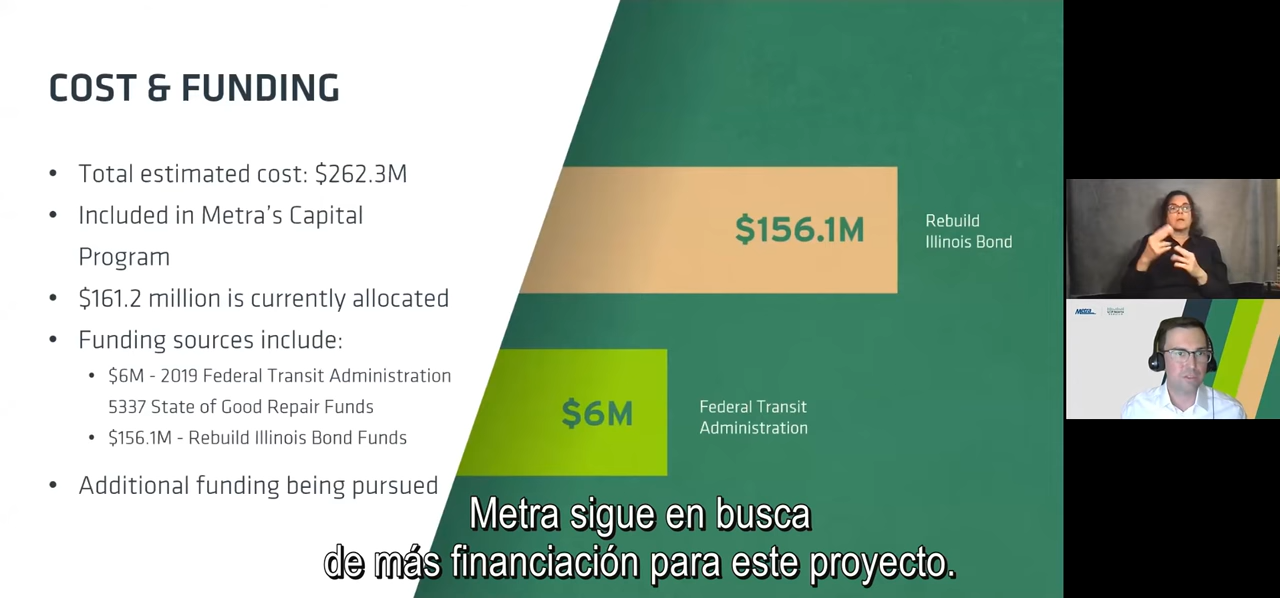 COST & FUNDING
• Total estimated cost: $262.3M
• Included in Metra's Capital
Program
• $161.2 million is currently allocated
• Funding sources include:
• $6M - 2019 Federal Transit Administration
5337 State of Good Repair Funds
• $156.1M - Rebuild Illinois Bond Funds
• Additional funding being pursued
$156.1M
Rebuild
Illinois Bond
$6M
Federal Transit
Administration
Metra sigue en busca
de más financiación para este proyecto.
Metra